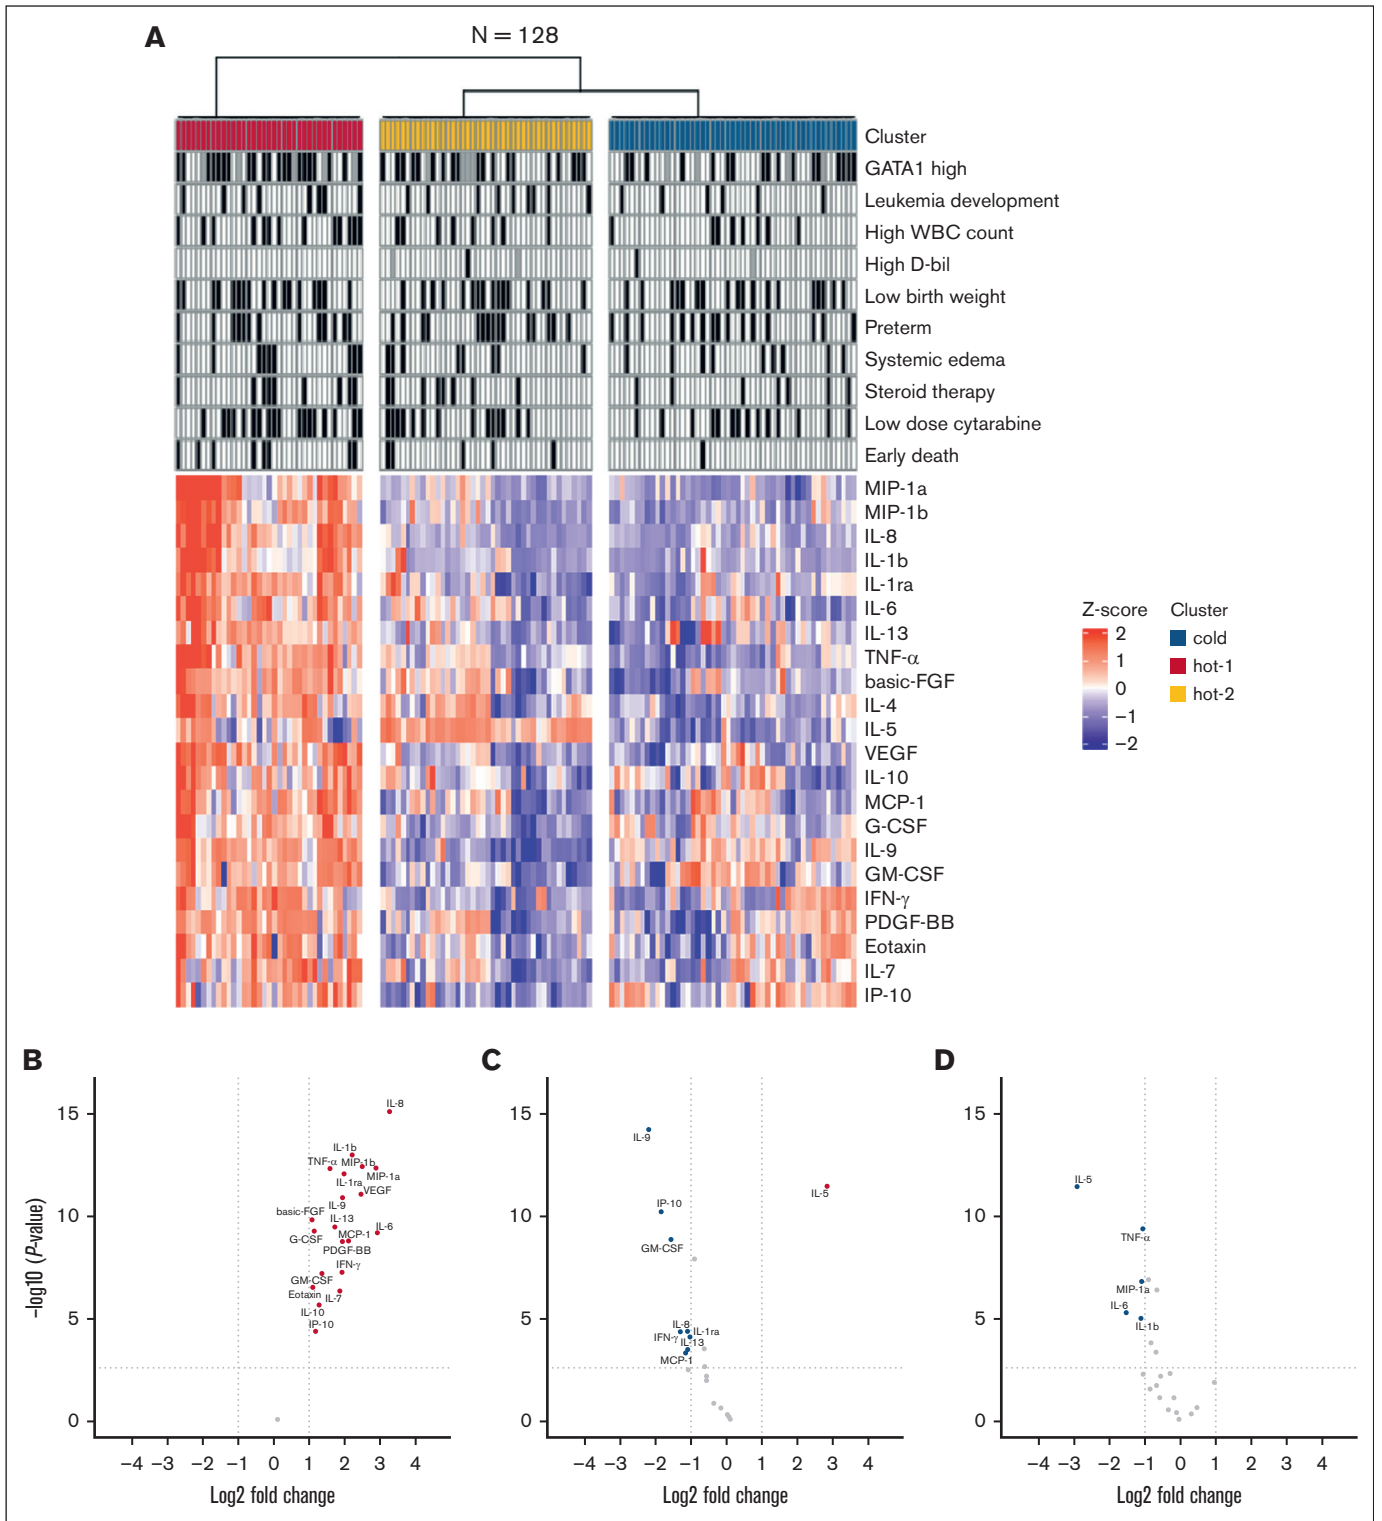 A
N = 128
Cluster
GATA1 high
Leukemia development
High WBC count
High D-bil
Low birth weight
Preterm
Systemic edema
Steroid therapy
Low dose cytarabine
Early death
MIP-1a
MIP-1b
IL-8
IL-1b
IL-1ra
IL-6
IL-13
TNF-α
basic-FGF
IL-4
IL-5
VEGF
IL-10
MCP-1
G-CSF
IL-9
GM-CSF
IFN-γ
PDGF-BB
Eotaxin
IL-7
IP-10
Z-score
2
1
0
−1
−2
Cluster
cold
hot-1
hot-2
B
–log10 (P-value)
15
10
5
0
IL-8
IL-1b
TNF-α
MIP-1b
MIP-1a
IL-1ra
VEGF
IL-9
basic-FGF
IL-13
G-CSF
MCP-1
IL-6
PDGF-BB
IFN-γ
GM-CSF
Eotaxin
IL-7
IL-10
IP-10
−4 −3 −2 −1 0 1 2 3 4
Log2 fold change
C
15
10
5
0
IL-9
IL-5
IP-10
GM-CSF
IL-8
IFN-γ
IL-1ra
IL-13
MCP-1
−4 −3 −2 −1 0 1 2 3 4
Log2 fold change
D
15
10
5
0
IL-5
TNF-α
MIP-1a
IL-6
IL-1b
−4 −3 −2 −1 0 1 2 3 4
Log2 fold change